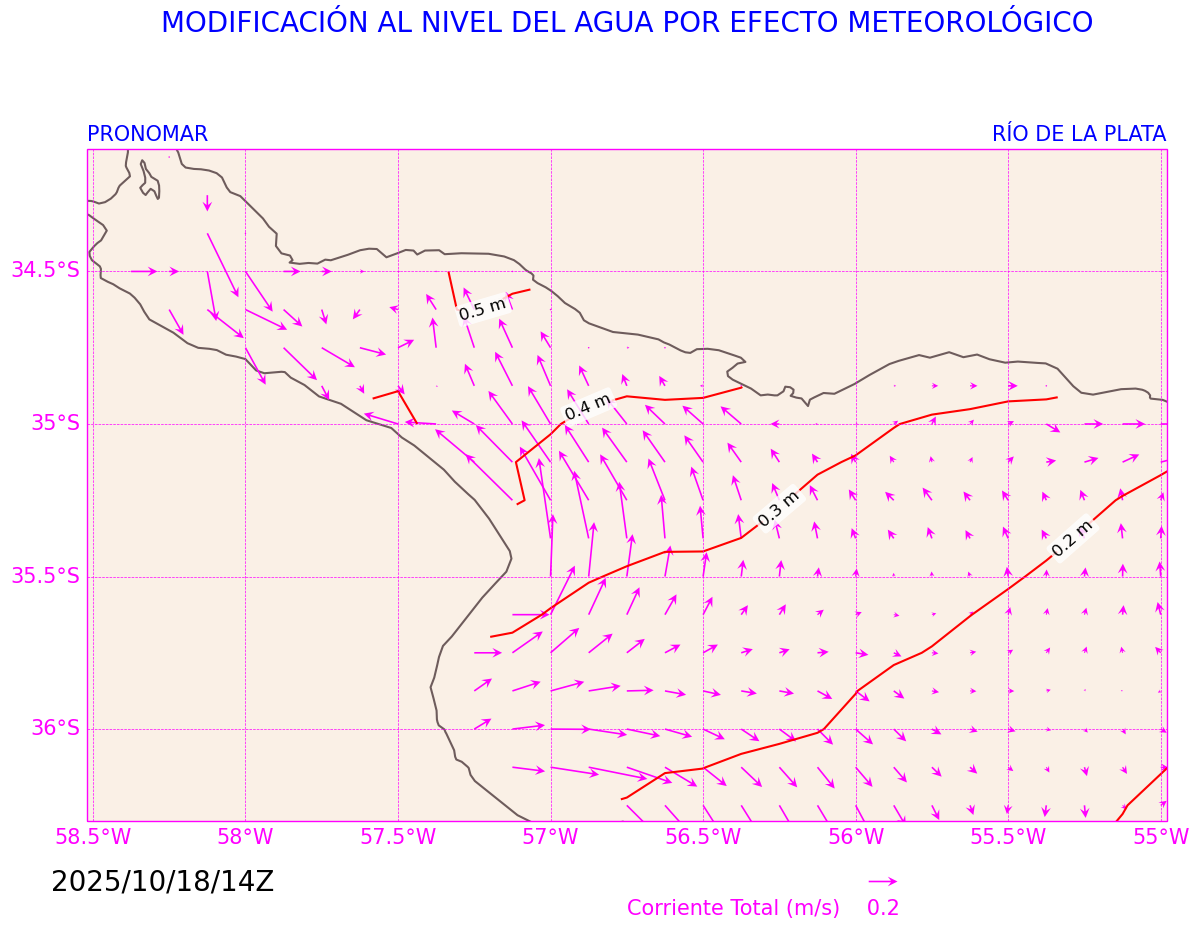 MODIFICACIÓN AL NIVEL DEL AGUA POR EFECTO METEOROLÓGICO
PRONOMAR
RÍO DE LA PLATA
34.5°S
35°S
35.5°S
36°S
0.5 m
0.4 m
0.3 m
0.2 m
58.5°W
58°W
57.5°W
57°W
56.5°W
56°W
55.5°W
55°W
2025/10/18/14Z
Corriente Total (m/s)
0.2